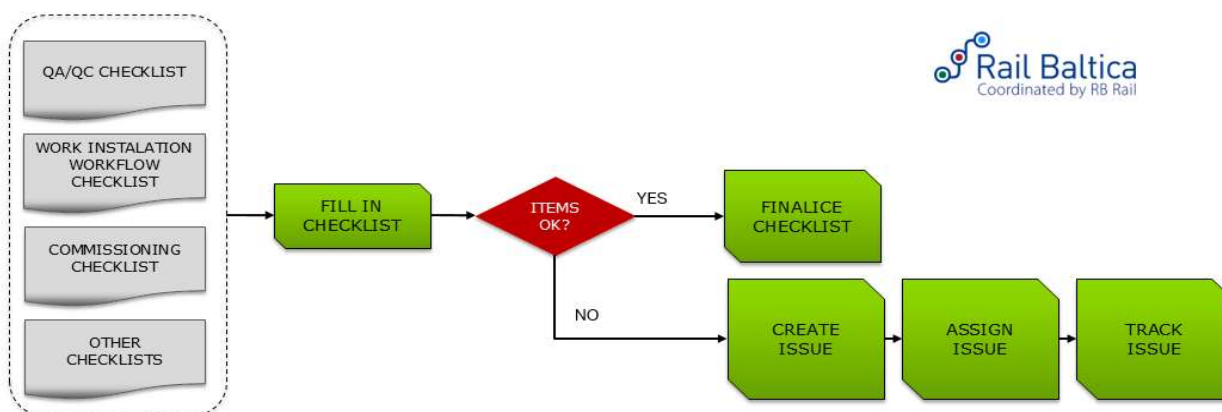 QA/QC CHECKLIST
WORK INSTALATION
WORKFLOW
CHECKLIST
COMMISSIONING
CHECKLIST
OTHER
CHECKLISTS
FILL IN
CHECKLIST
ITEMS
OK?
YES
FINALICE
CHECKLIST
NO
CREATE
ISSUE
ASSIGN
ISSUE
TRACK
ISSUE
Rail Baltica
Coordinated by RB Rail